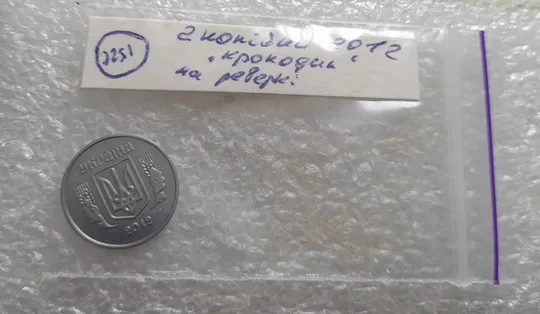 2251
2 копійки 2012
„крокодил"
на реверсі
УКРАЇНА
2012